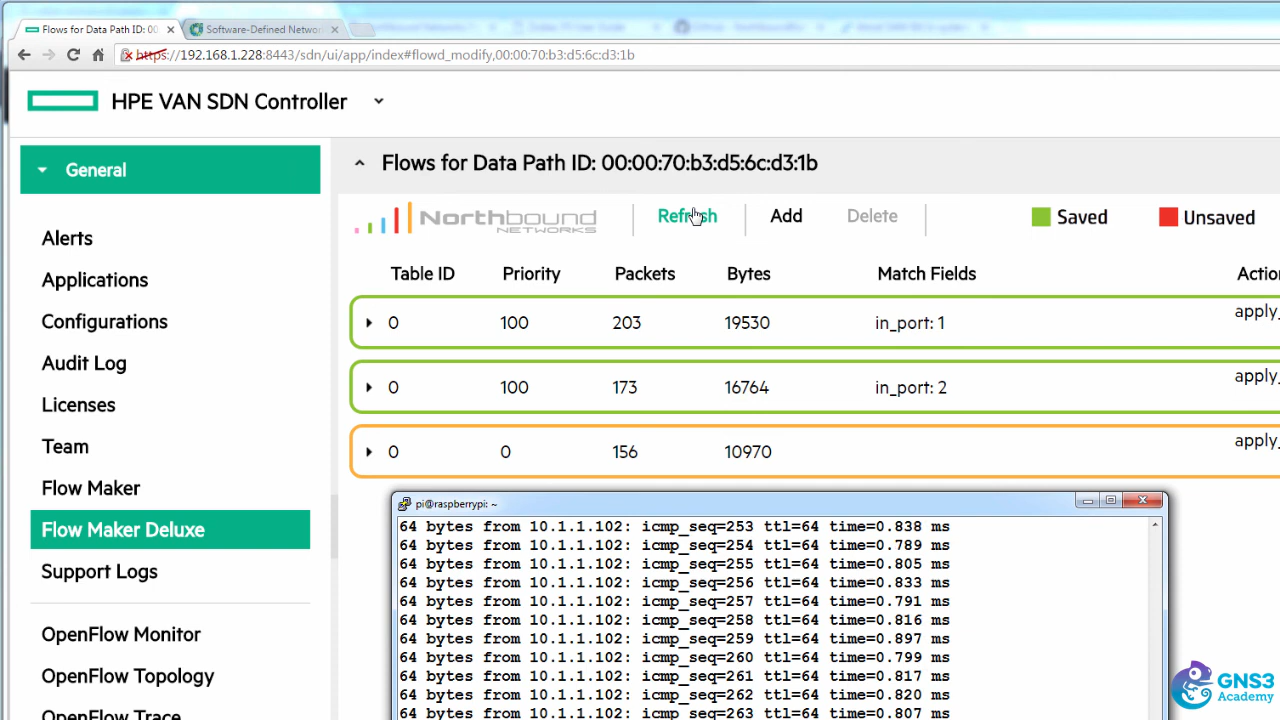 Flows for Data Path ID: 00:
Software-Defined Networ
https://192.168.1.228:8443/sdn/ui/app/index#flowd_modify,00:00:70:b3:d5:6c:d3:1b
HPE VAN SDN Controller
General
Alerts
Applications
Configurations
Audit Log
Licenses
Team
Flow Maker
Flow Maker Deluxe
Support Logs
OpenFlow Monitor
OpenFlow Topology
OpenFlow Trace
Flows for Data Path ID: 00:00:70:b3:d5:6c:d3:1b
Northbound
NETWORKS
Refresh Add Delete Saved Unsaved
Table ID Priority Packets Bytes Match Fields Actio
0 100 203 19530 in_port: 1 apply_
0 100 173 16764 in_port: 2 apply_
0 0 156 10970 apply_
pi@raspberrypi: ~
64 bytes from 10.1.1.102: icmp_seq=253 ttl=64 time=0.838 ms
64 bytes from 10.1.1.102: icmp_seq=254 ttl=64 time=0.789 ms
64 bytes from 10.1.1.102: icmp_seq=255 ttl=64 time=0.805 ms
64 bytes from 10.1.1.102: icmp_seq=256 ttl=64 time=0.833 ms
64 bytes from 10.1.1.102: icmp_seq=257 ttl=64 time=0.791 ms
64 bytes from 10.1.1.102: icmp_seq=258 ttl=64 time=0.816 ms
64 bytes from 10.1.1.102: icmp_seq=259 ttl=64 time=0.897 ms
64 bytes from 10.1.1.102: icmp_seq=260 ttl=64 time=0.799 ms
64 bytes from 10.1.1.102: icmp_seq=261 ttl=64 time=0.817 ms
64 bytes from 10.1.1.102: icmp_seq=262 ttl=64 time=0.820 ms
64 bytes from 10.1.1.102: icmp_seq=263 ttl=64 time=0.807 ms
GNS3
Academy